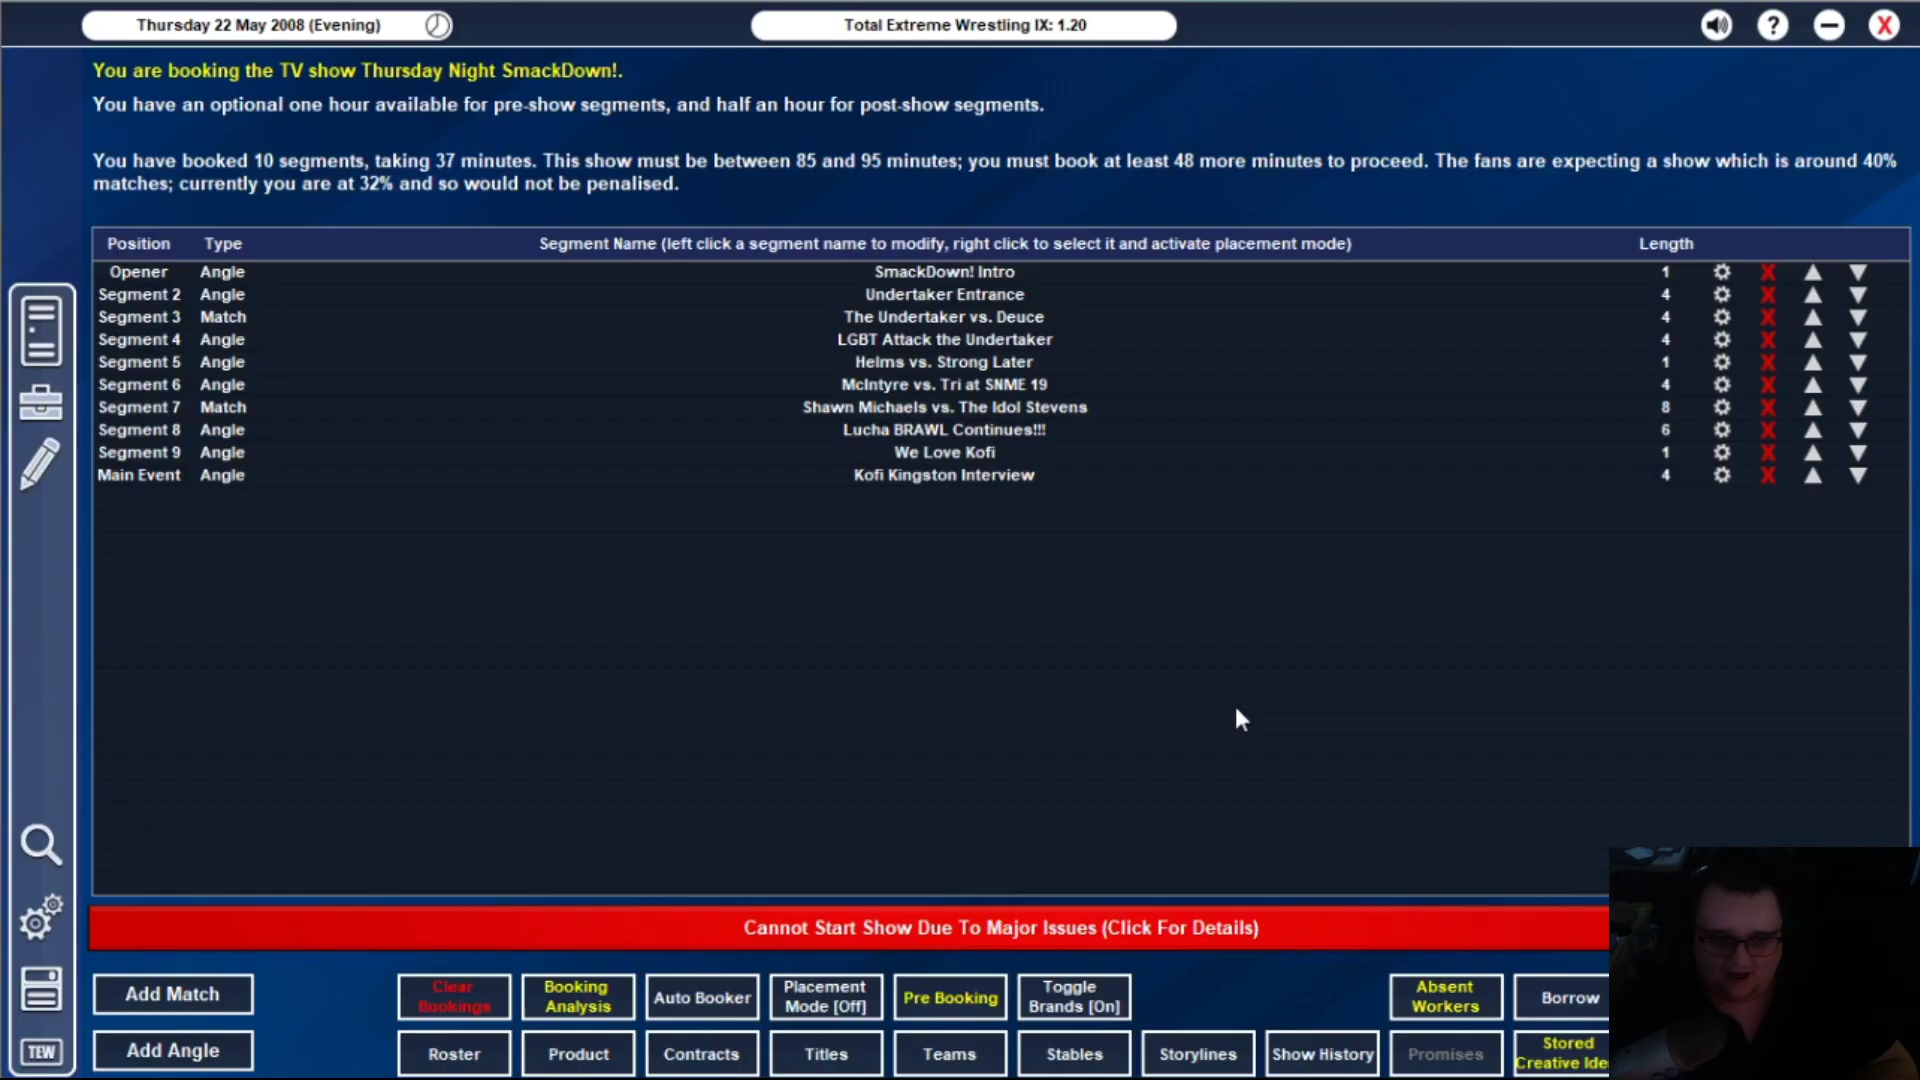 Thursday 22 May 2008 (Evening)
Total Extreme Wrestling IX: 1.20
?
X
You are booking the TV show Thursday Night SmackDown!.
You have an optional one hour available for pre-show segments, and half an hour for post-show segments.
You have booked 10 segments, taking 37 minutes. This show must be between 85 and 95 minutes; you must book at least 48 more minutes to proceed. The fans are expecting a show which is around 40%
matches; currently you are at 32% and so would not be penalised.
Position Type Segment Name (left click a segment name to modify, right click to select it and activate placement mode) Length
Opener Angle SmackDown! Intro 1 X
Segment 2 Angle Undertaker Entrance 4 X
Segment 3 Match The Undertaker vs. Deuce 4 X
Segment 4 Angle LGBT Attack the Undertaker 4 X
Segment 5 Angle Helms vs. Strong Later 1 X
Segment 6 Angle McIntyre vs. Tri at SNME 19 4 X
Segment 7 Match Shawn Michaels vs. The Idol Stevens 8 X
Segment 8 Angle Lucha BRAWL Continues!!! 6 X
Segment 9 Angle We Love Kofi 1 X
Main Event Angle Kofi Kingston Interview 4 X
Cannot Start Show Due To Major Issues (Click For Details)
Add Match
Clear Bookings
Booking Analysis
Auto Booker
Placement Mode [Off]
Pre Booking
Toggle Brands [On]
Absent Workers
Borrow
TEW
Add Angle
Roster
Product
Contracts
Titles
Teams
Stables
Storylines
Show History
Promises
Stored Creative Ide